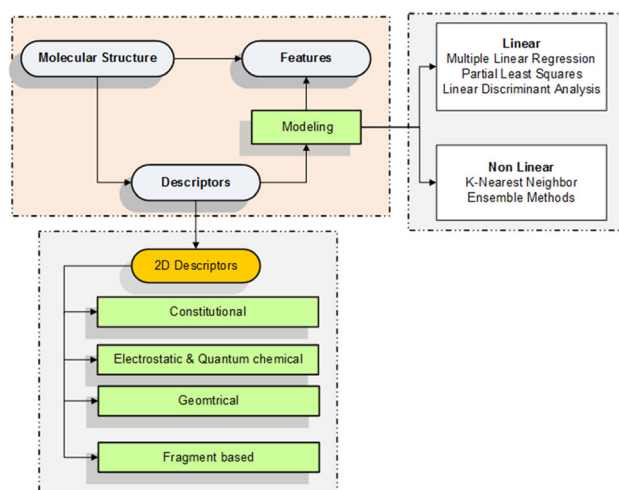 Molecular Structure
Features
Modeling
Descriptors
Linear
Multiple Linear Regression
Partial Least Squares
Linear Discriminant Analysis
Non Linear
K-Nearest Neighbor
Ensemble Methods
2D Descriptors
Constitutional
Electrostatic & Quantum chemical
Geomtrical
Fragment based